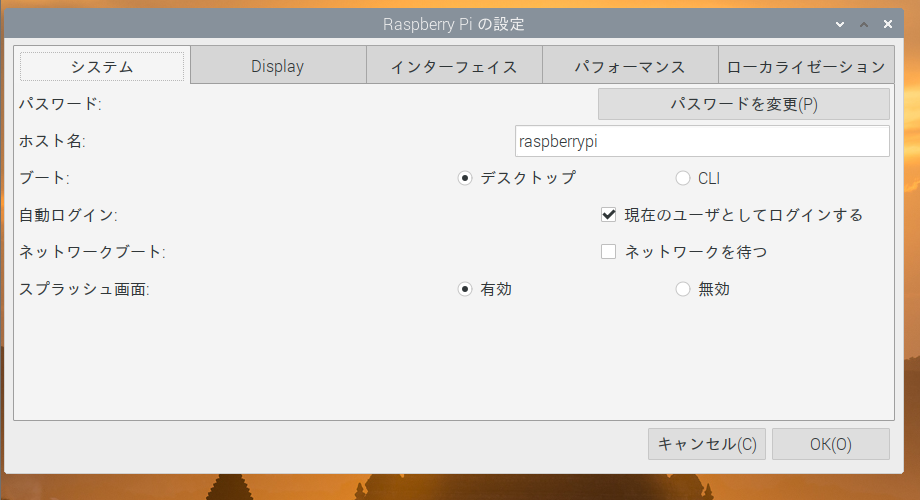 Raspberry Pi の設定
システム Display インターフェイス パフォーマンス ローカライゼーション
パスワード: パスワードを変更(P)
ホスト名: raspberrypi
ブート: デスクトップ CLI
自動ログイン: 現在のユーザとしてログインする
ネットワークブート: ネットワークを待つ
スプラッシュ画面: 有効 無効
キャンセル(C) OK(O)